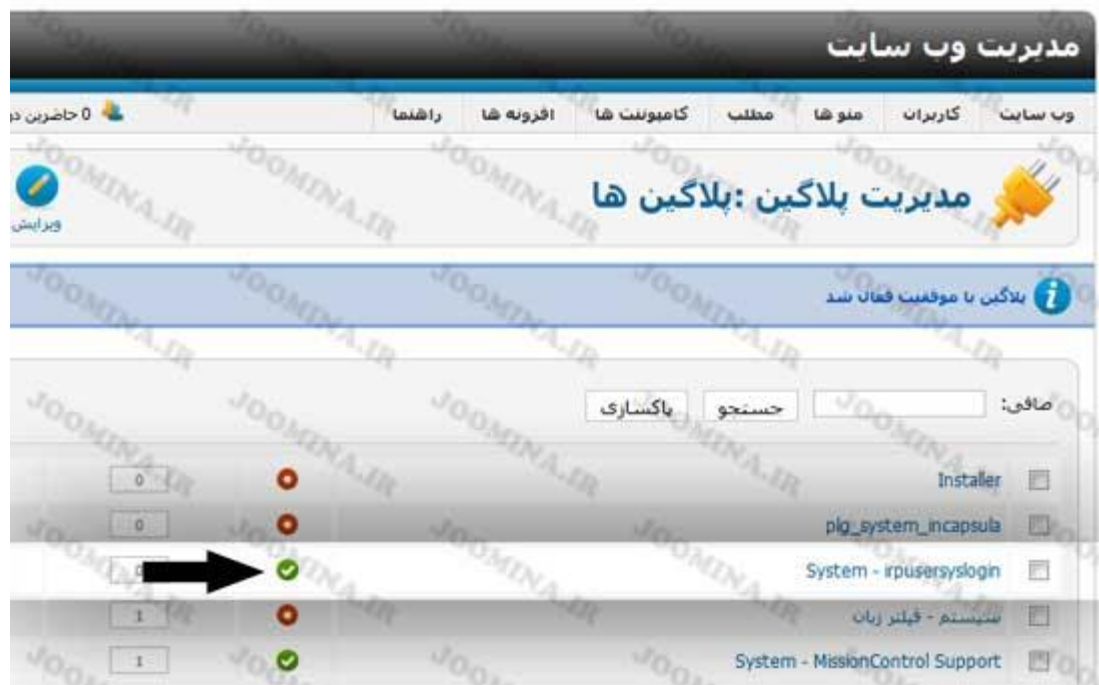 مدیریت وب سایت
وب سایت کاربران منو ها مطلب کامپوننت ها افزونه ها راهنما 0 حاضرین در
مدیریت پلاگین :پلاگین ها
ویرایش
پلاگین با موفقیت فعال شد
صافی: جستجو پاکسازی
Installer 0
plg_system_incapsula 0
System - irpusersyslogin 0
سیستم - فیلتر زبان 1
System - MissionControl Support 1
JOOMINA.IR